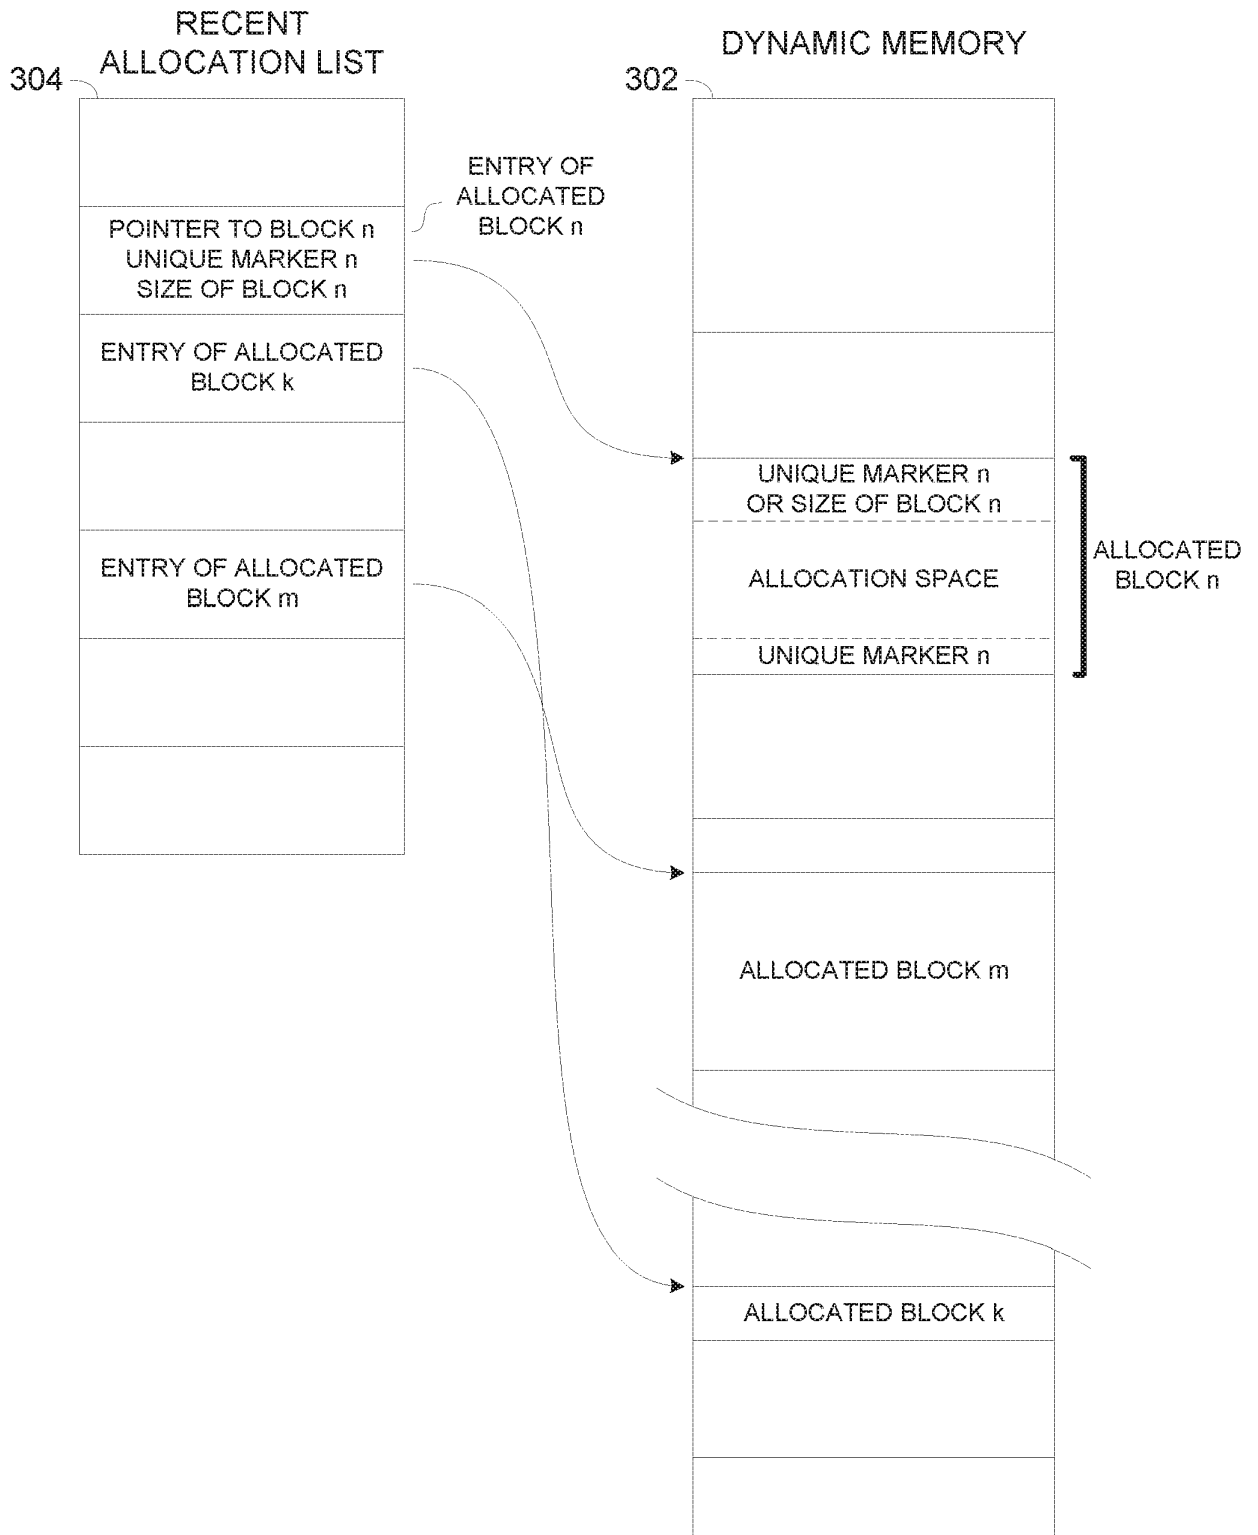 RECENT
ALLOCATION LIST
304
POINTER TO BLOCK n
UNIQUE MARKER n
SIZE OF BLOCK n
ENTRY OF
ALLOCATED
BLOCK n
ENTRY OF ALLOCATED
BLOCK k
ENTRY OF ALLOCATED
BLOCK m
DYNAMIC MEMORY
302
UNIQUE MARKER n
OR SIZE OF BLOCK n
ALLOCATION SPACE
UNIQUE MARKER n
ALLOCATED
BLOCK n
ALLOCATED BLOCK m
ALLOCATED BLOCK k